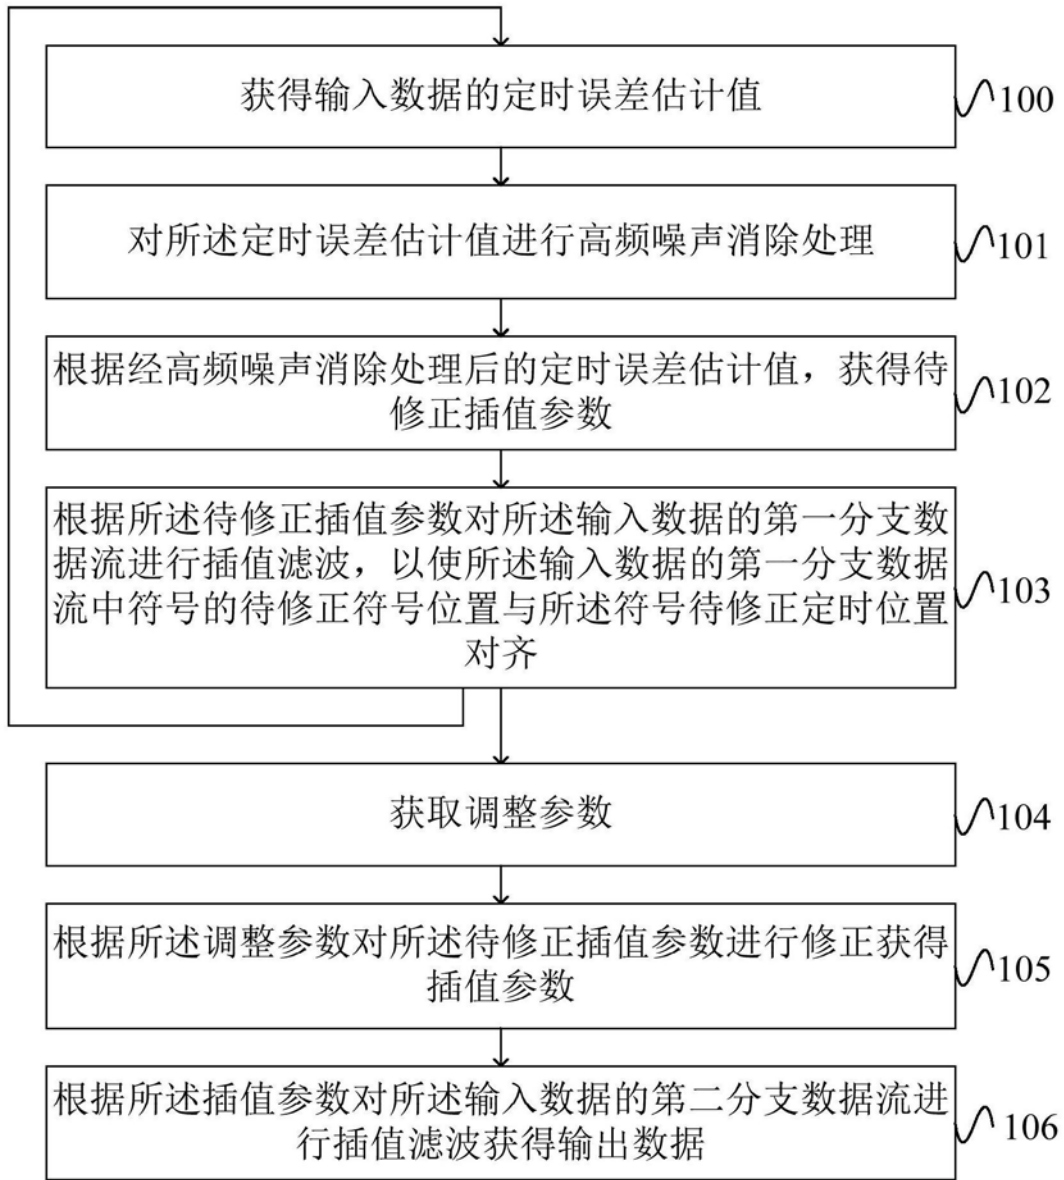 获得输入数据的定时误差估计值
100
对所述定时误差估计值进行高频噪声消除处理
101
根据经高频噪声消除处理后的定时误差估计值，获得待
修正插值参数
102
根据所述待修正插值参数对所述输入数据的第一分支数
据流进行插值滤波，以使所述输入数据的第一分支数据
流中符号的待修正符号位置与所述符号待修正定时位置
对齐
103
获取调整参数
104
根据所述调整参数对所述待修正插值参数进行修正获得
插值参数
105
根据所述插值参数对所述输入数据的第二分支数据流进
行插值滤波获得输出数据
106